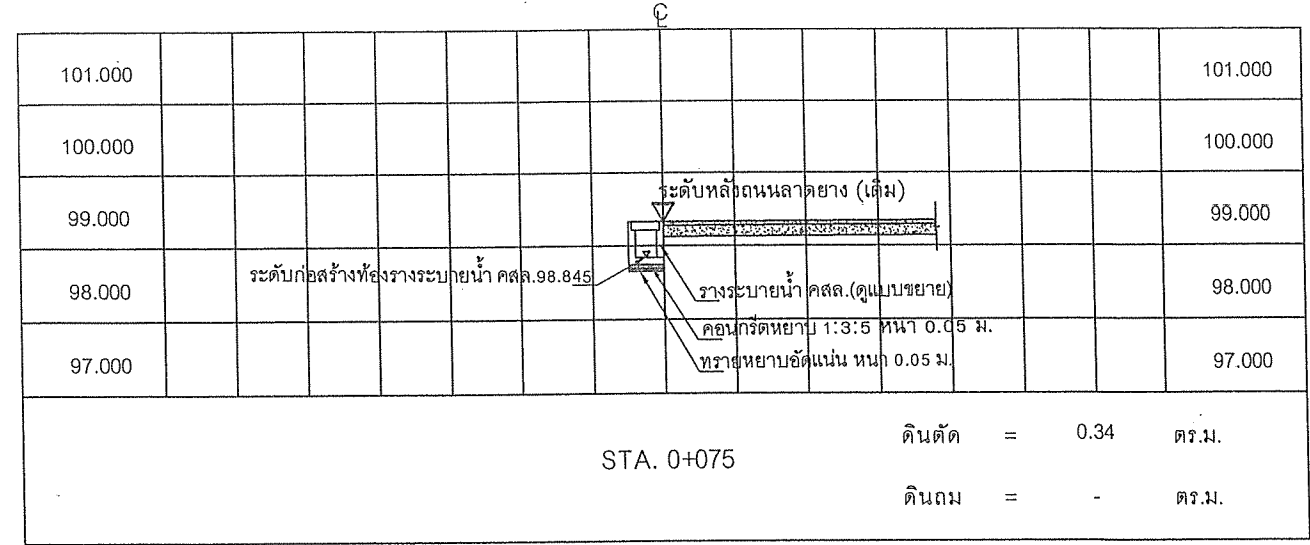 ℄
101.000 101.000
100.000 100.000
ระดับหลังถนนลาดยาง (เดิม)
99.000 99.000
ระดับก่อสร้างท้องรางระบายน้ำ คสล.98.845
98.000 98.000
รางระบายน้ำ คสล.(ดูแบบขยาย)
คอนกรีตหยาบ 1:3:5 หนา 0.05 ม.
ทรายหยาบอัดแน่น หนา 0.05 ม.
97.000 97.000
ดินตัด = 0.34 ตร.ม.
STA. 0+075
ดินถม = - ตร.ม.